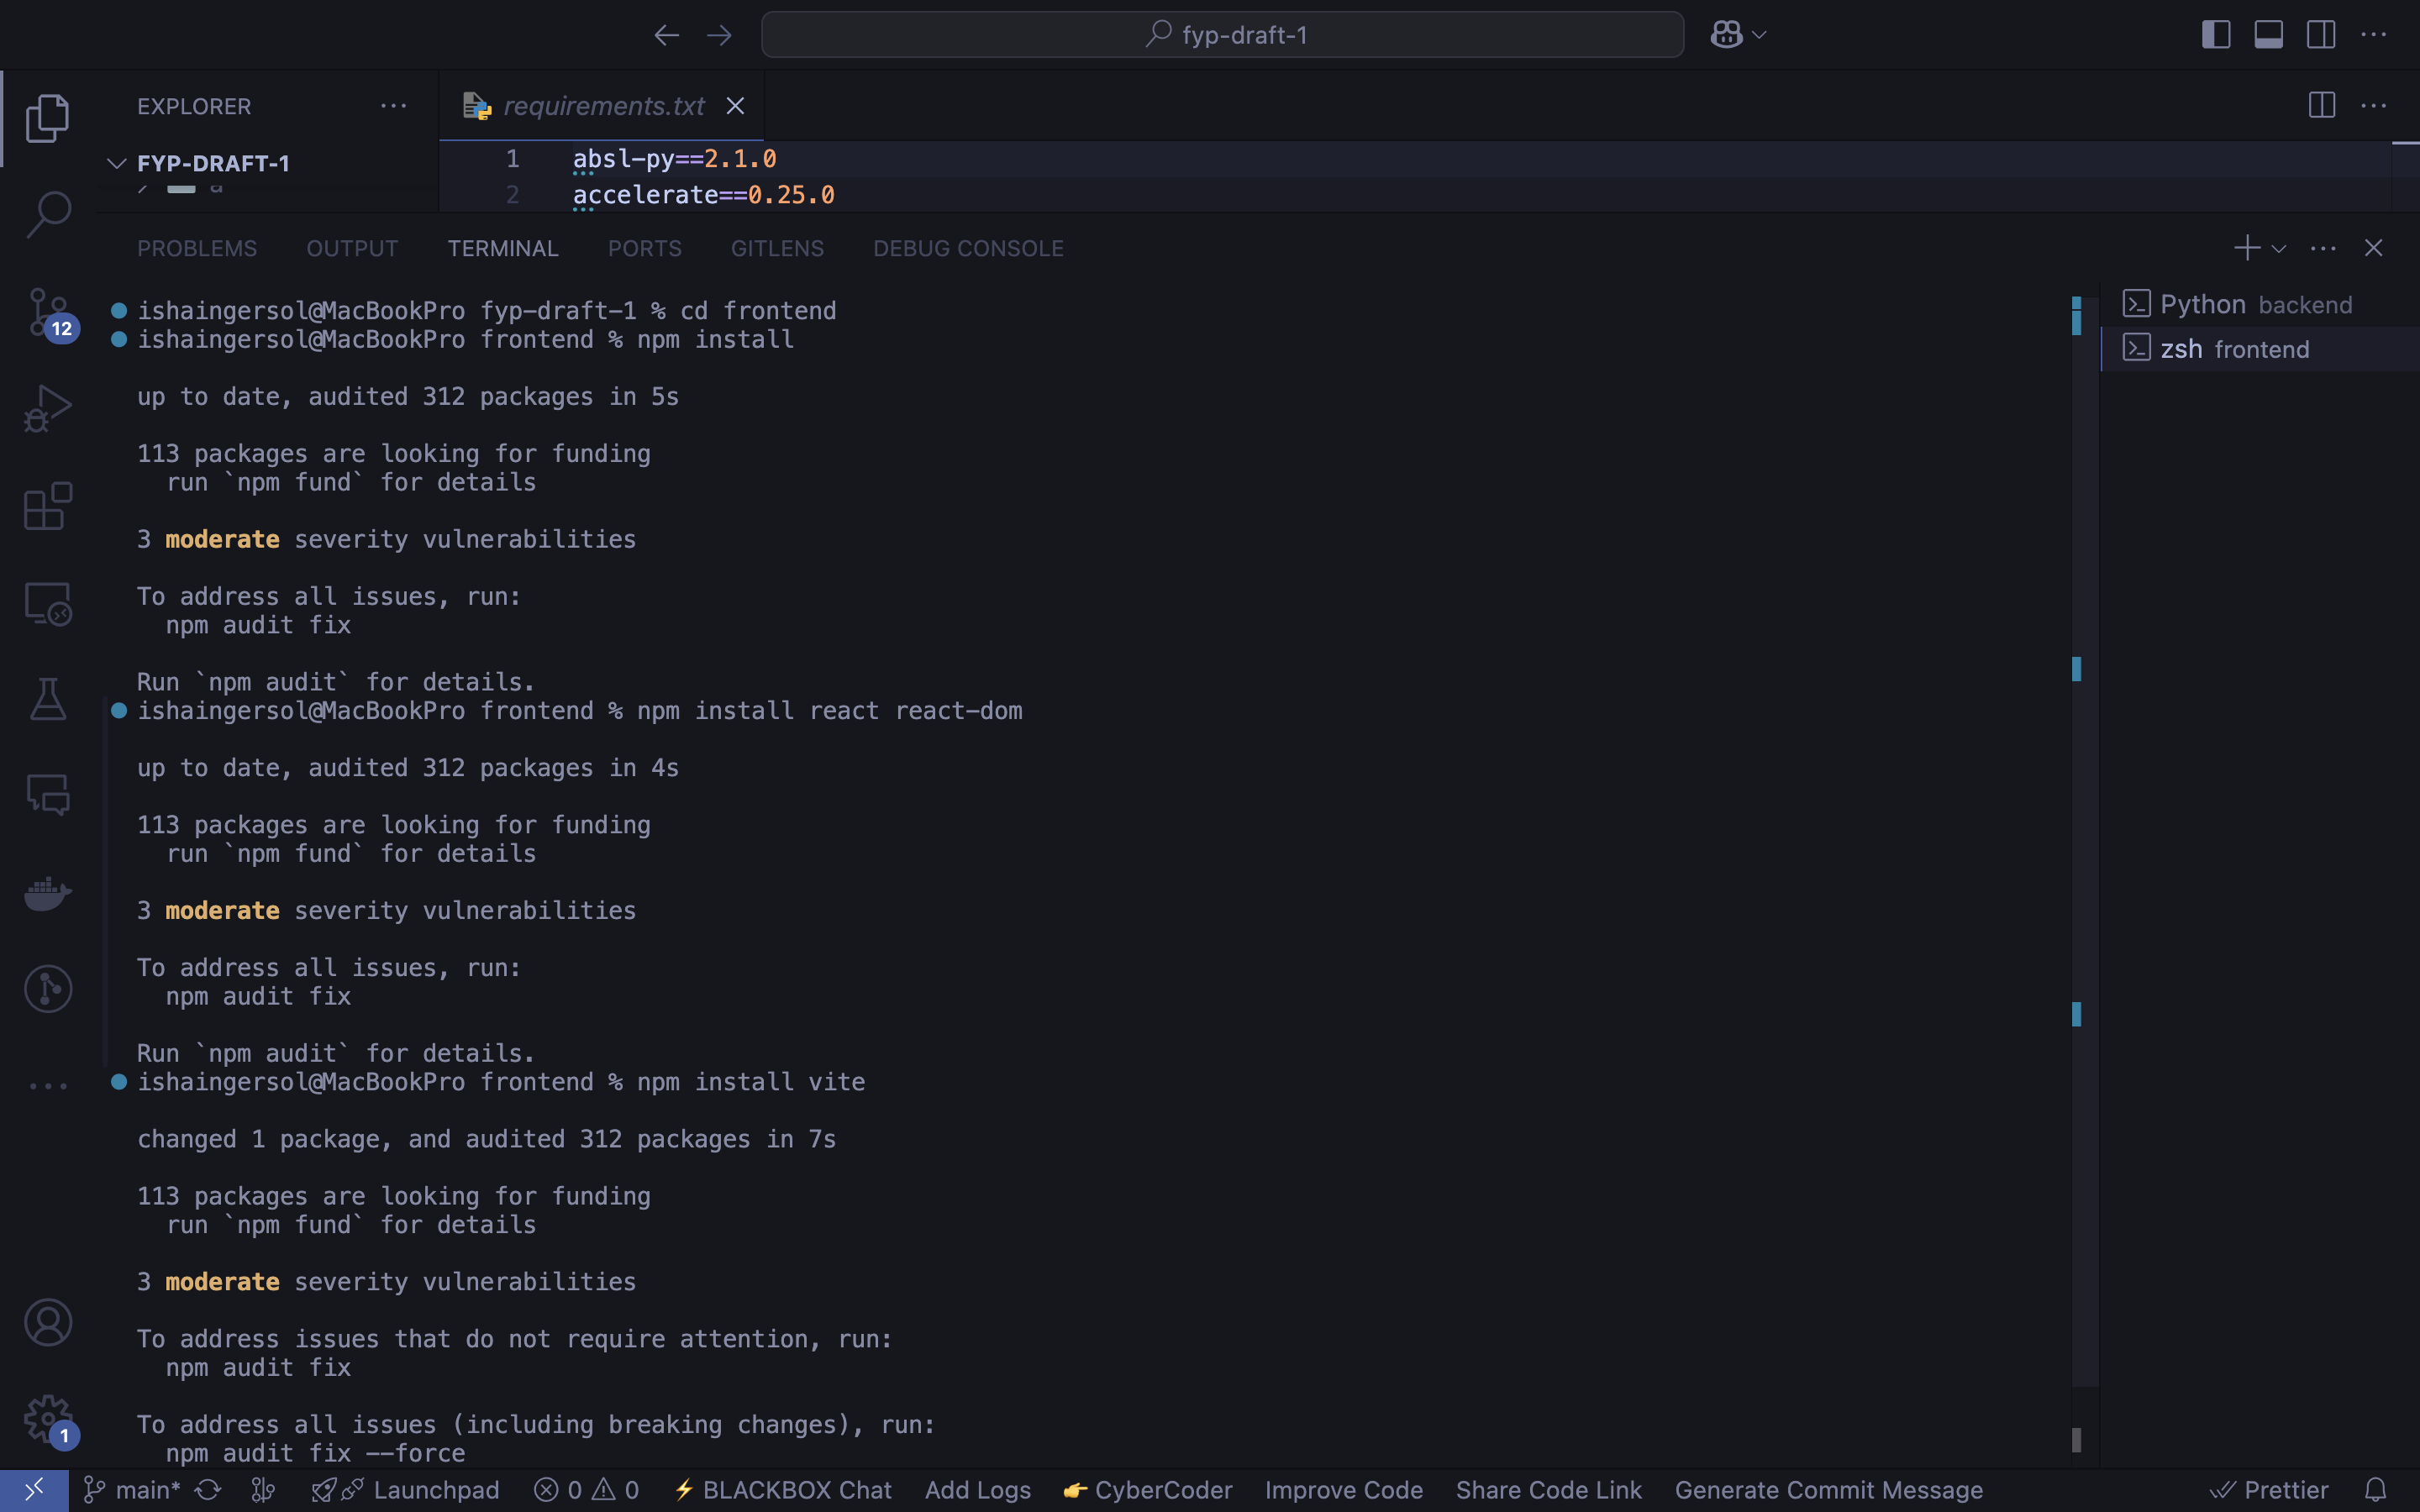 fyp-draft-1
EXPLORER
requirements.txt
FYP-DRAFT-1
1 absl-py==2.1.0
2 accelerate==0.25.0
PROBLEMS OUTPUT TERMINAL PORTS GITLENS DEBUG CONSOLE
Python backend
zsh frontend
ishaingersol@MacBookPro fyp-draft-1 % cd frontend
ishaingersol@MacBookPro frontend % npm install
up to date, audited 312 packages in 5s
113 packages are looking for funding
run `npm fund` for details
3 moderate severity vulnerabilities
To address all issues, run:
npm audit fix
Run `npm audit` for details.
ishaingersol@MacBookPro frontend % npm install react react-dom
up to date, audited 312 packages in 4s
113 packages are looking for funding
run `npm fund` for details
3 moderate severity vulnerabilities
To address all issues, run:
npm audit fix
Run `npm audit` for details.
ishaingersol@MacBookPro frontend % npm install vite
changed 1 package, and audited 312 packages in 7s
113 packages are looking for funding
run `npm fund` for details
3 moderate severity vulnerabilities
To address issues that do not require attention, run:
npm audit fix
To address all issues (including breaking changes), run:
npm audit fix --force
12
1
main* Launchpad 0 0 BLACKBOX Chat Add Logs CyberCoder Improve Code Share Code Link Generate Commit Message Prettier